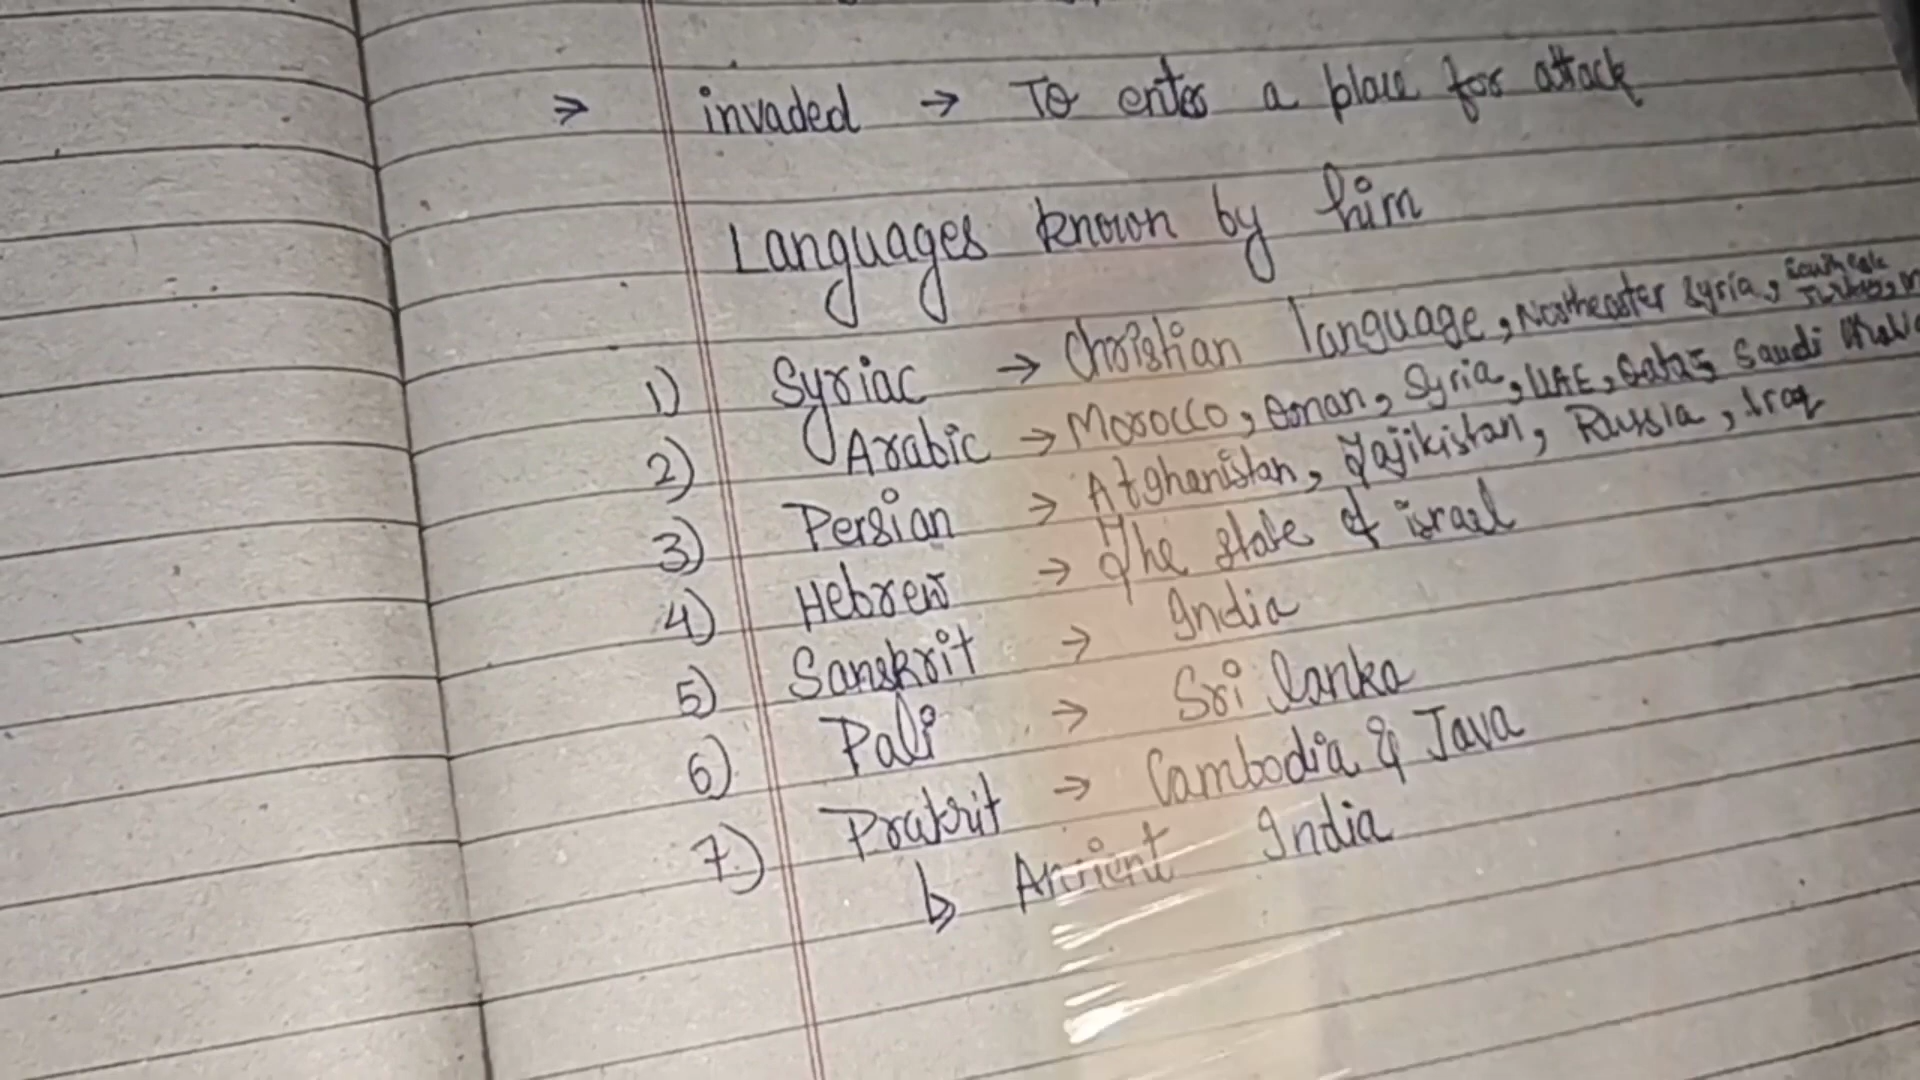 ⇒ invaded → To enter a place for attack
Languages known by him
1) Syriac → Christian language, Northeaster Syria,
2) Arabic → Morocco, Oman, Syria, UAE, Qatar, Saudi
3) Persian → Afghanistan, Tajikistan, Russia, Iraq
4) Hebrew → The state of israel
5) Sanskrit → India
6) Pali → Sri lanka
7) Prakrit → Cambodia & Java
↳ Ancient India